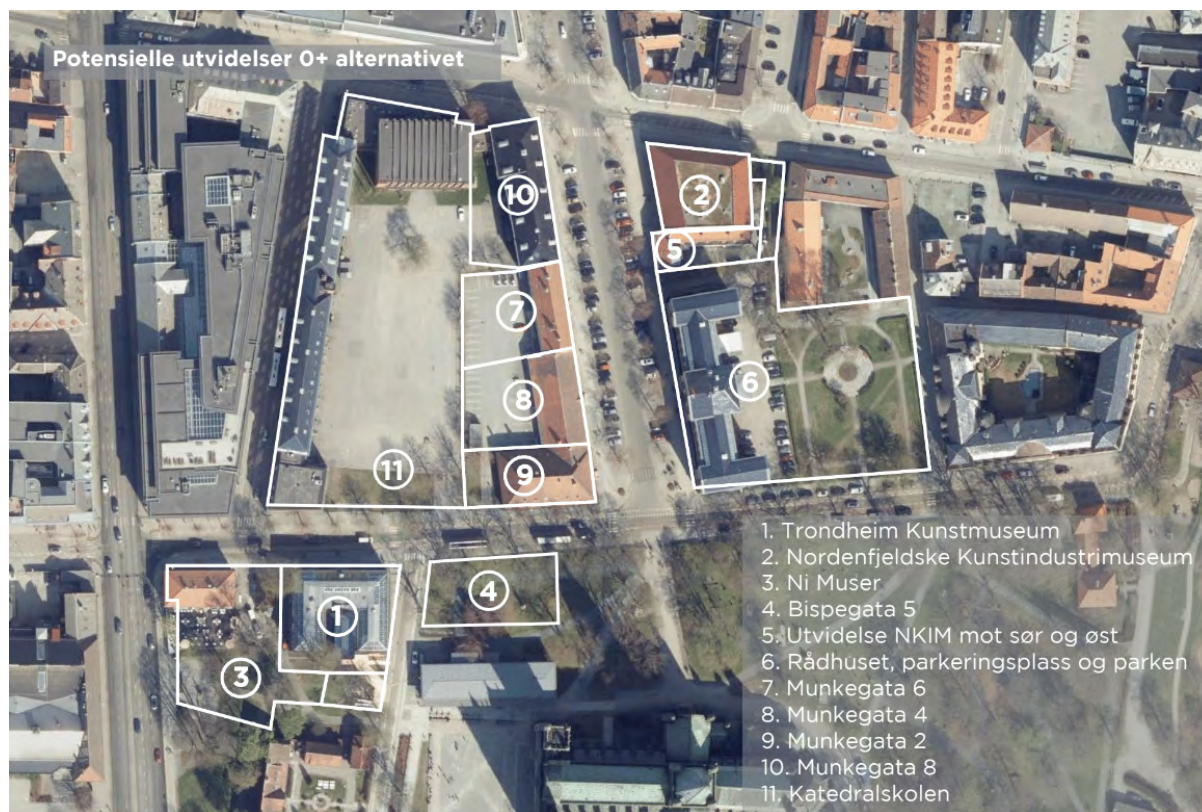 Potensielle utvidelser 0+ alternativet
10
2
5
7
6
8
9
11
4
1
3
1. Trondheim Kunstmuseum
2. Nordenfjeldske Kunstindustrimuseum
3. Ni Muser
4. Bispegata 5
5. Utvidelse NKIM mot sør og øst
6. Rådhuset, parkeringsplass og parken
7. Munkegata 6
8. Munkegata 4
9. Munkegata 2
10. Munkegata 8
11. Katedralskolen